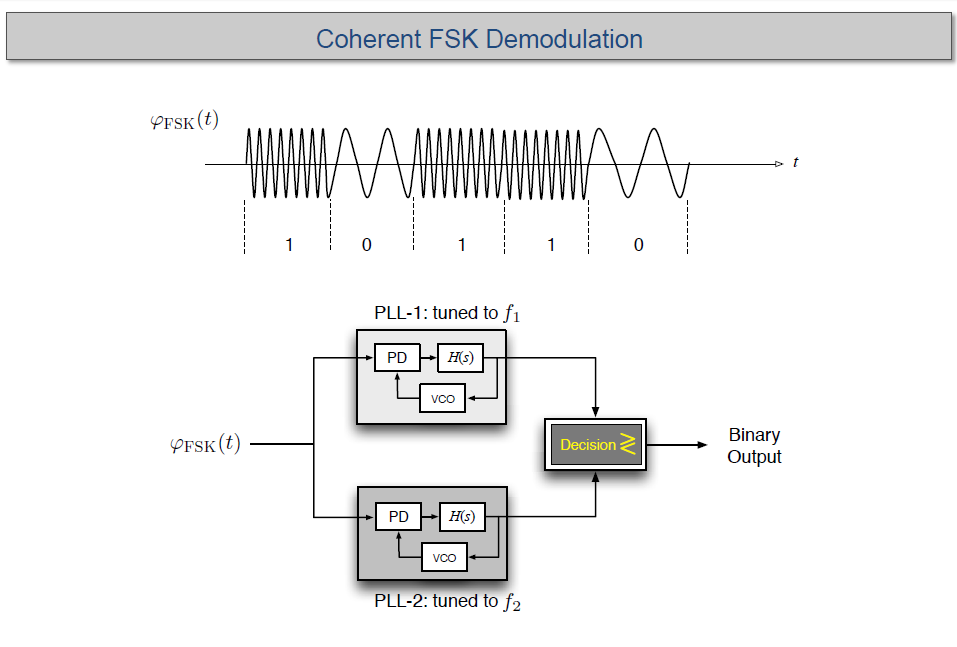 Coherent FSK Demodulation
φFSK(t)
t
1 0 1 1 0
PLL-1: tuned to f1
PD H(s)
VCO
φFSK(t)
Decision ≷
Binary
Output
PD H(s)
VCO
PLL-2: tuned to f2